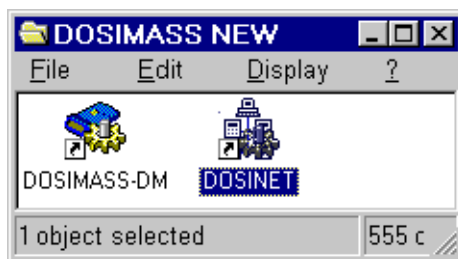 DOSIMASS NEW
File Edit Display ?
DOSIMASS-DM DOSINET
1 object selected 555 c